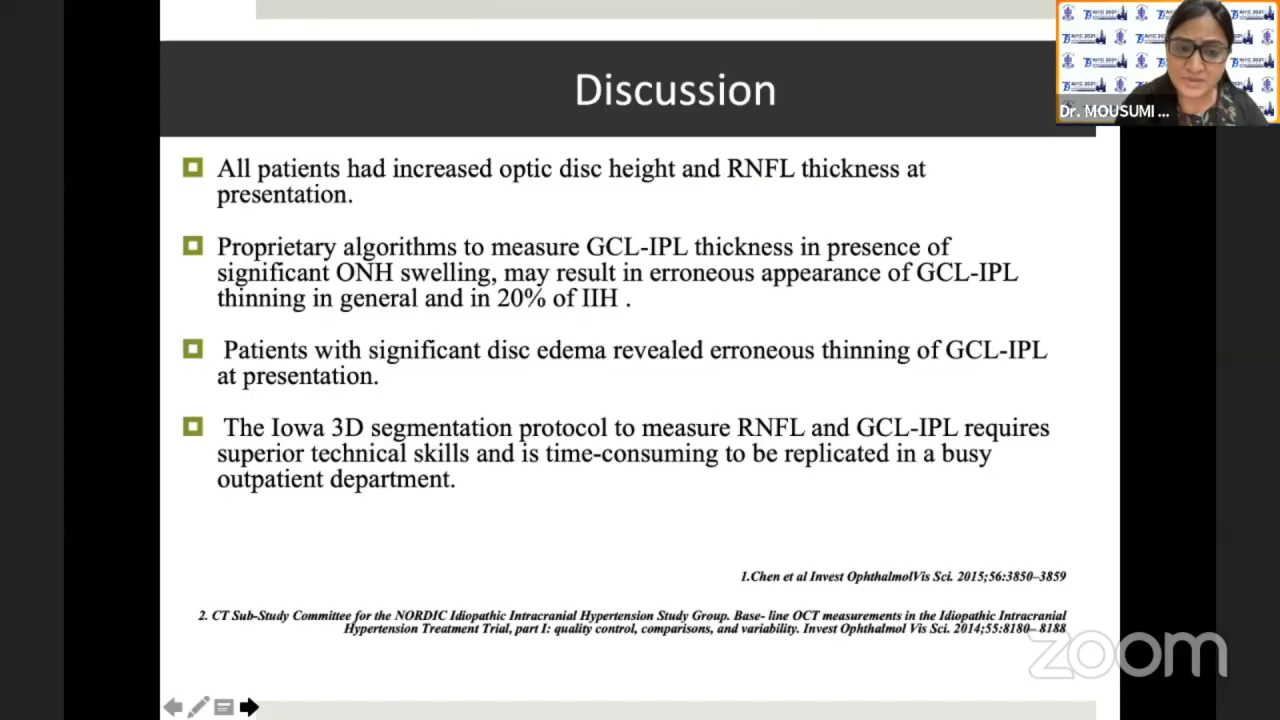 Discussion
Dr. MOUSUMI ...
All patients had increased optic disc height and RNFL thickness at
presentation.
Proprietary algorithms to measure GCL-IPL thickness in presence of
significant ONH swelling, may result in erroneous appearance of GCL-IPL
thinning in general and in 20% of IIH .
Patients with significant disc edema revealed erroneous thinning of GCL-IPL
at presentation.
The Iowa 3D segmentation protocol to measure RNFL and GCL-IPL requires
superior technical skills and is time-consuming to be replicated in a busy
outpatient department.
1.Chen et al Invest OphthalmolVis Sci. 2015;56:3850–3859
2. CT Sub-Study Committee for the NORDIC Idiopathic Intracranial Hypertension Study Group. Base- line OCT measurements in the Idiopathic Intracranial
Hypertension Treatment Trial, part I: quality control, comparisons, and variability. Invest Ophthalmol Vis Sci. 2014;55:8180– 8188
zoom